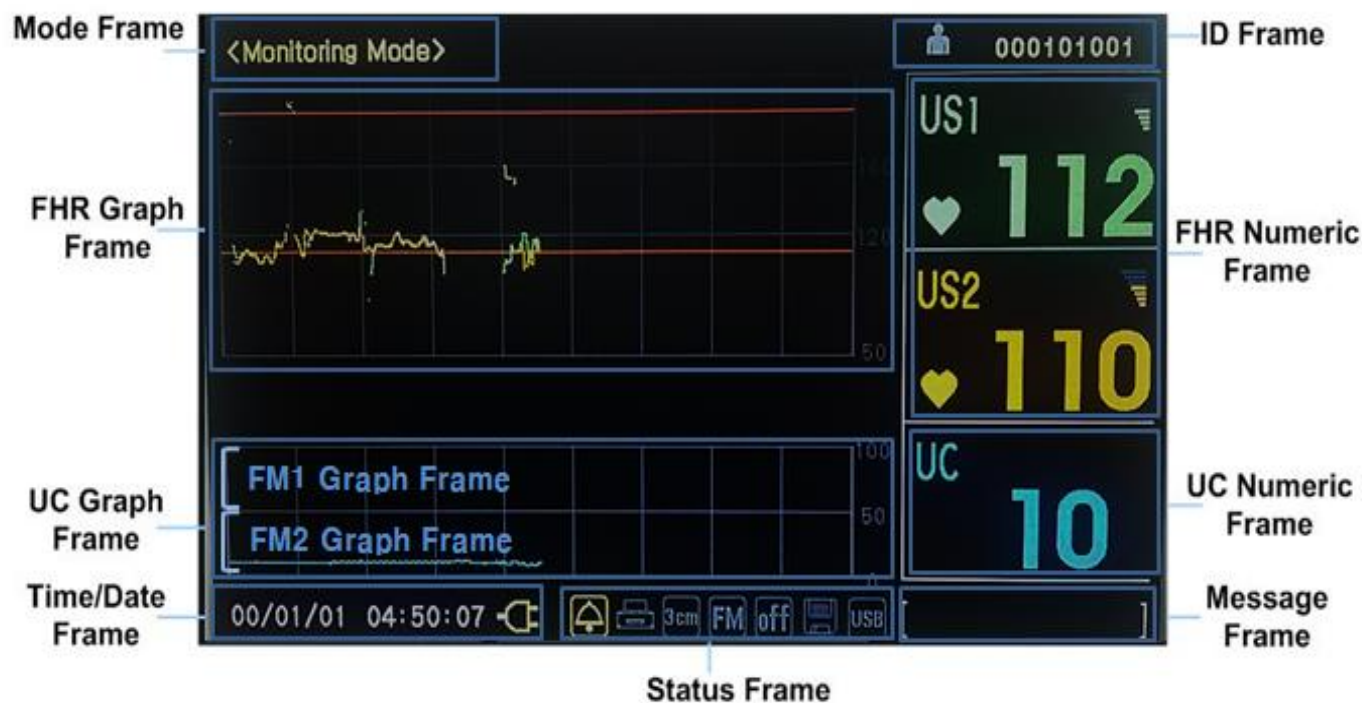 Mode Frame
<Monitoring Mode>
000101001
ID Frame
US1
112
140
FHR Graph
Frame
120
FHR Numeric
Frame
US2
50
110
100
UC
FM1 Graph Frame
UC Graph
Frame
50
UC Numeric
Frame
10
FM2 Graph Frame
0
Time/Date
Frame
00/01/01 04:50:07
3cm
FM
off
USB
[ ]
Message
Frame
Status Frame